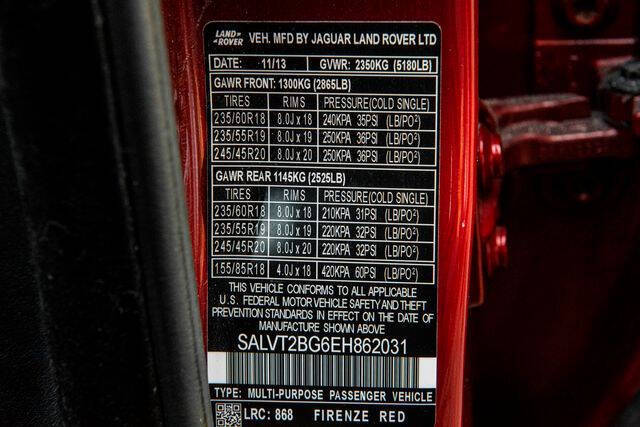 LAND ROVER VEH. MFD BY JAGUAR LAND ROVER LTD
DATE: 11/13 GVWR: 2350KG (5180LB)
GAWR FRONT: 1300KG (2865LB)
TIRES RIMS PRESSURE(COLD SINGLE)
235/60R18 8.0J x 18 240KPA 35PSI (LB/PO²)
235/55R19 8.0J x 19 250KPA 36PSI (LB/PO²)
245/45R20 8.0J x 20 250KPA 36PSI (LB/PO²)
GAWR REAR 1145KG (2525LB)
TIRES RIMS PRESSURE(COLD SINGLE)
235/60R18 8.0J x 18 210KPA 31PSI (LB/PO²)
235/55R19 8.0J x 19 220KPA 32PSI (LB/PO²)
245/45R20 8.0J x 20 220KPA 32PSI (LB/PO²)
155/85R18 4.0J x 18 420KPA 60PSI (LB/PO²)
THIS VEHICLE CONFORMS TO ALL APPLICABLE
U.S. FEDERAL MOTOR VEHICLE SAFETY AND THEFT
PREVENTION STANDARDS IN EFFECT ON THE DATE OF
MANUFACTURE SHOWN ABOVE
SALVT2BG6EH862031
TYPE: MULTI-PURPOSE PASSENGER VEHICLE
LRC: 868 FIRENZE RED